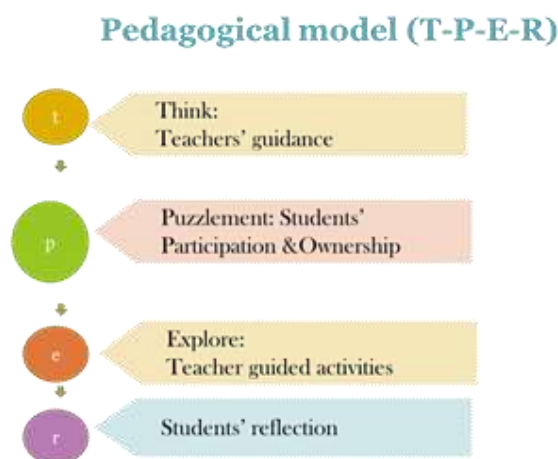 Pedagogical model (T-P-E-R)
t
Think:
Teachers’ guidance
p
Puzzlement: Students’
Participation &Ownership
e
Explore:
Teacher guided activities
r
Students’ reflection